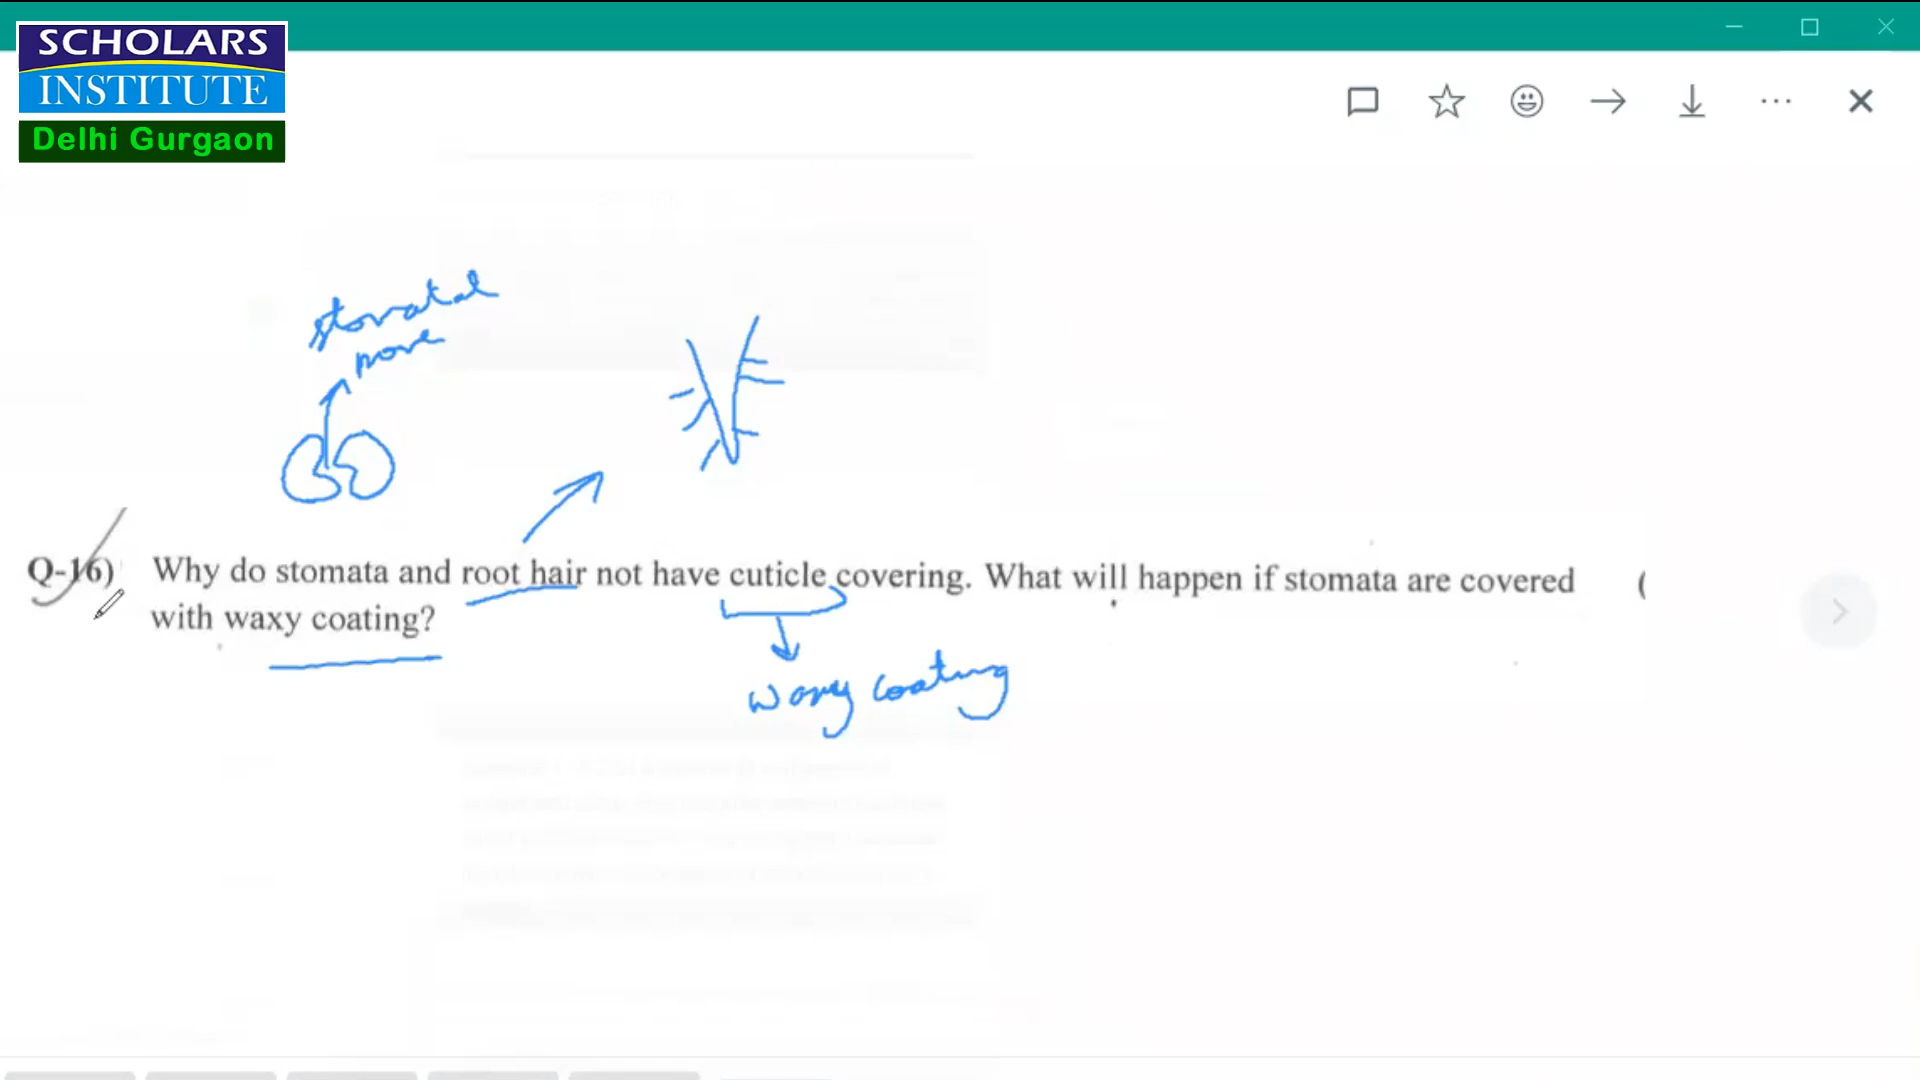 SCHOLARS
INSTITUTE
Delhi Gurgaon
stomatal
pore
Q-16) Why do stomata and root hair not have cuticle covering. What will happen if stomata are covered (
with waxy coating?
waxy coating